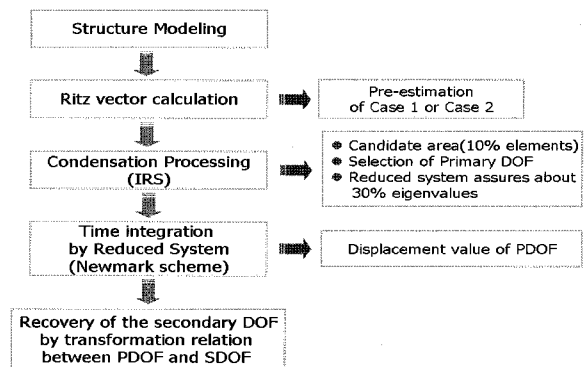 Structure Modeling
Ritz vector calculation
Pre-estimation
of Case 1 or Case 2
Condensation Processing
(IRS)
Candidate area(10% elements)
Selection of Primary DOF
Reduced system assures about
30% eigenvalues
Time integration
by Reduced System
(Newmark scheme)
Displacement value of PDOF
Recovery of the secondary DOF
by transformation relation
between PDOF and SDOF